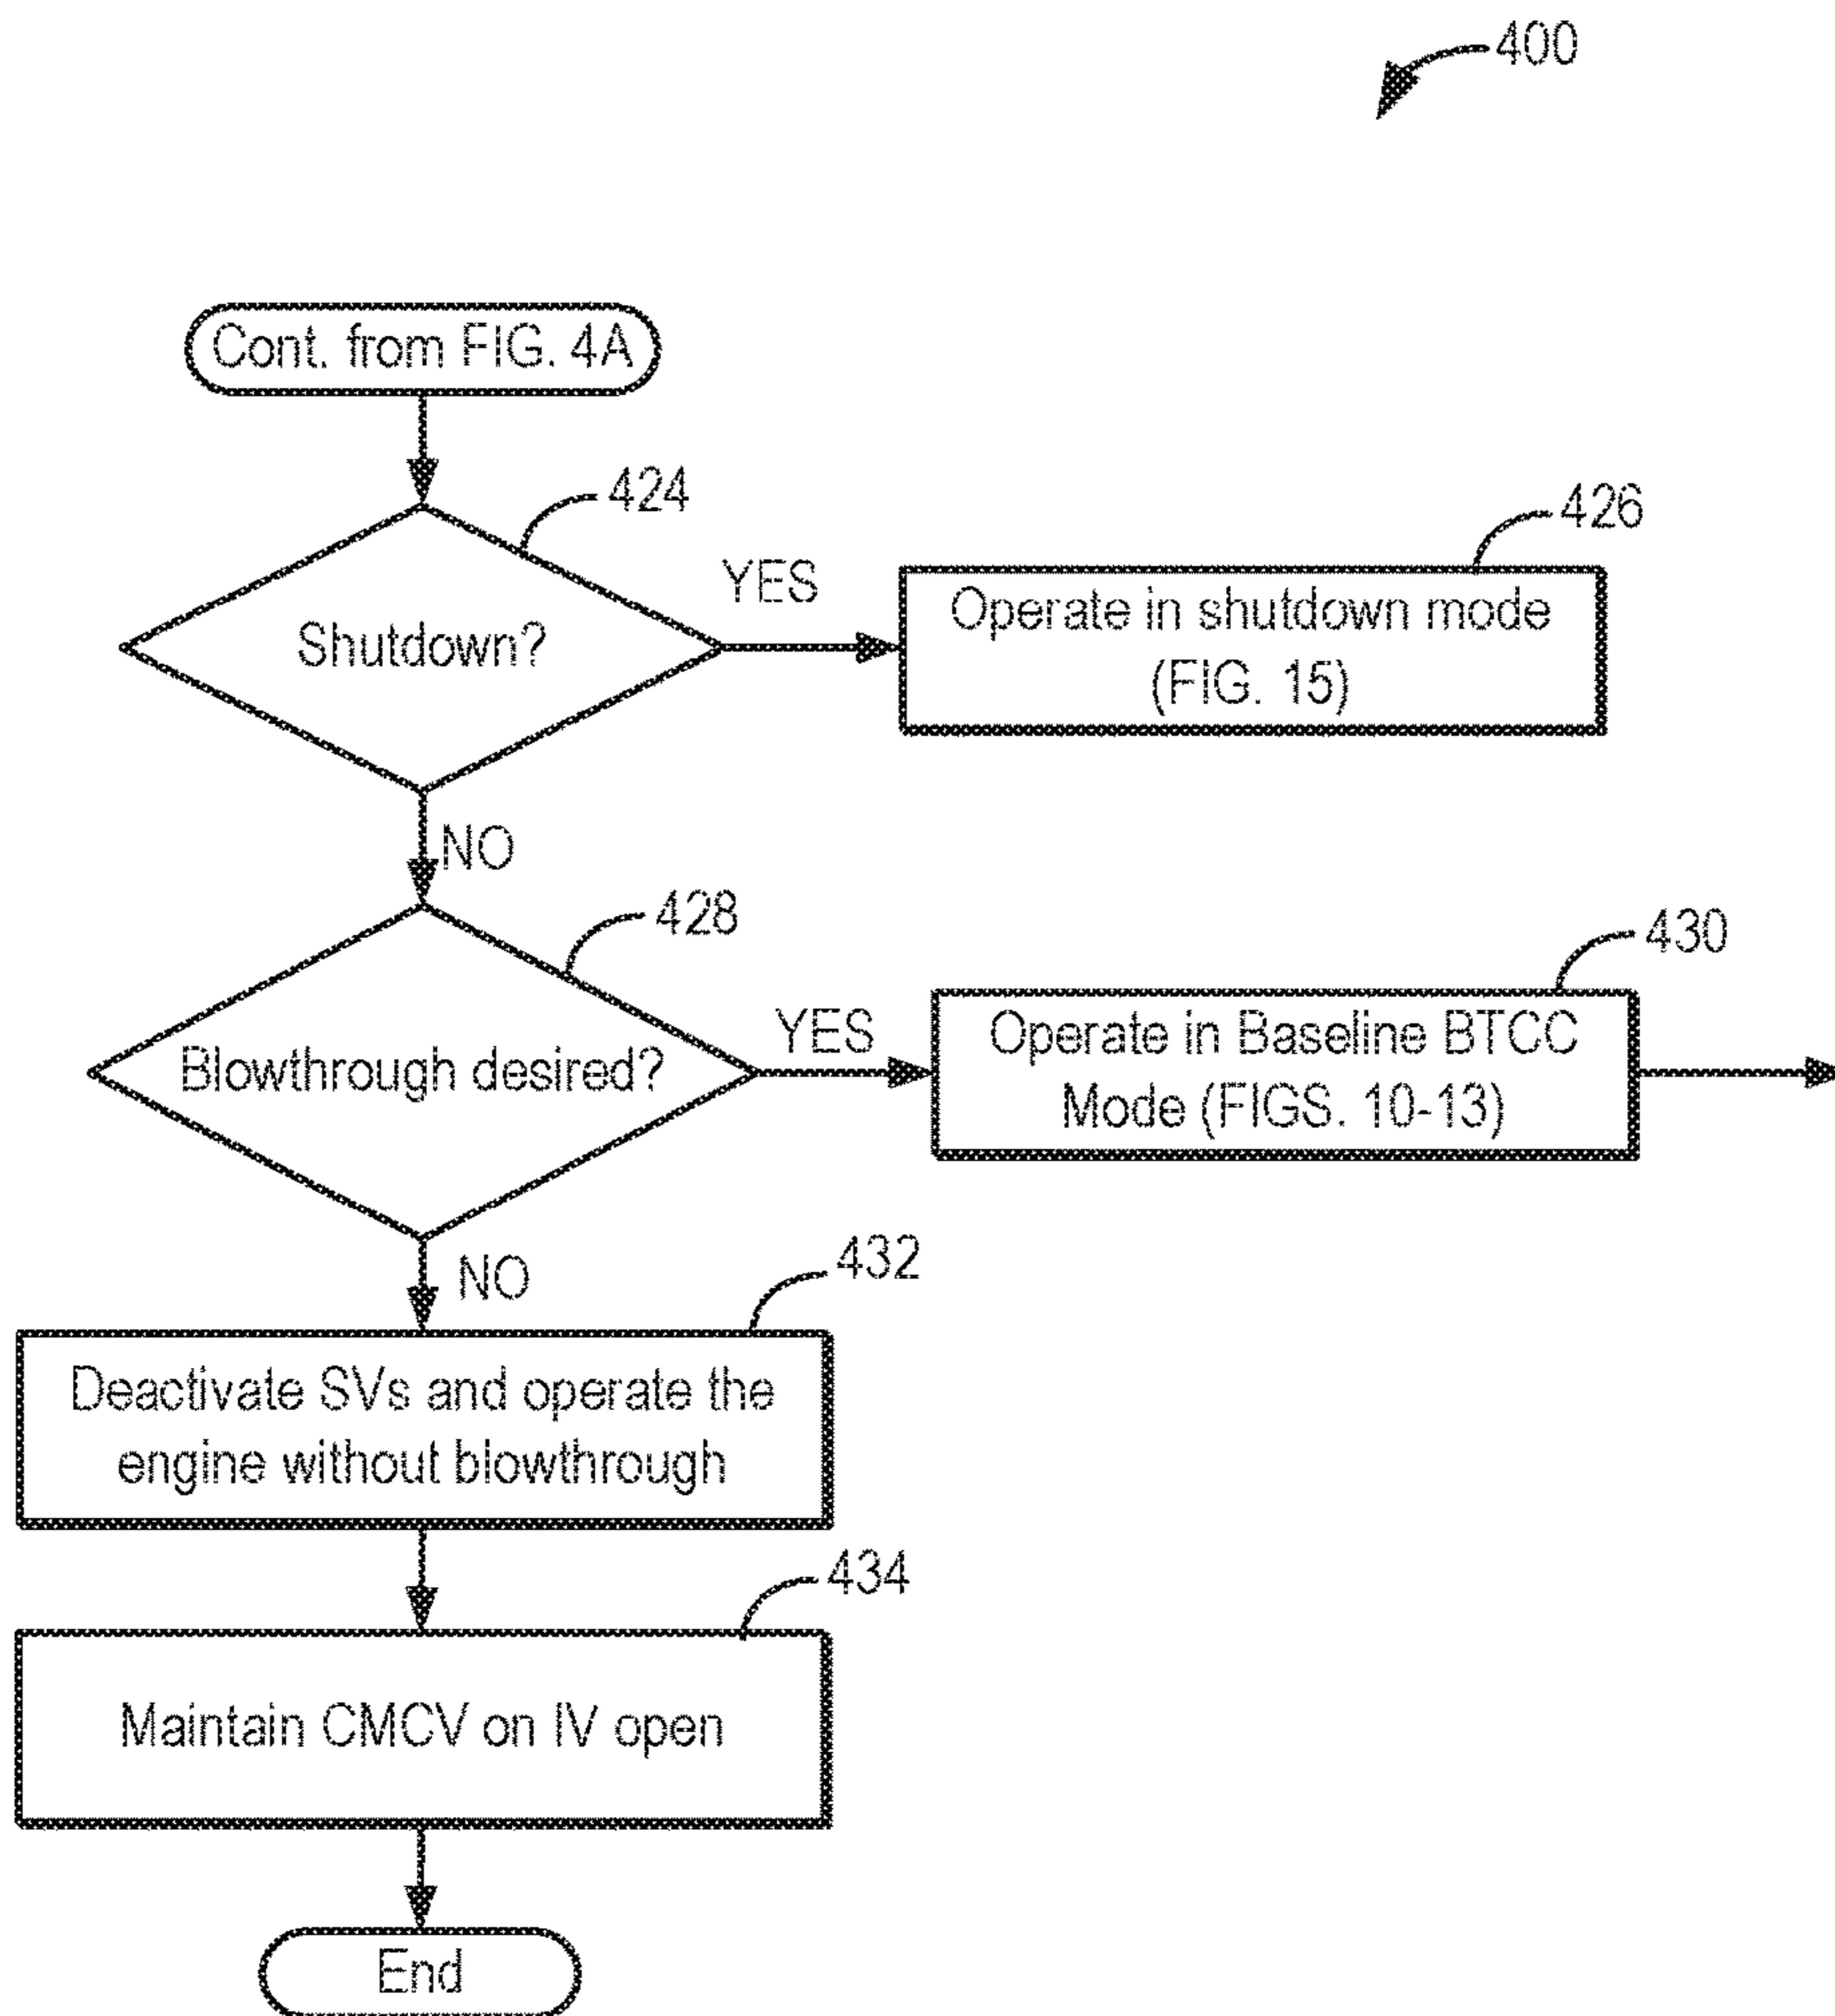 400
Cont. from FIG. 4A
424
Shutdown?
YES
426
Operate in shutdown mode
(FIG. 15)
NO
428
Blowthrough desired?
YES
430
Operate in Baseline BTCC
Mode (FIGS. 10-13)
NO
432
Deactivate SVs and operate the
engine without blowthrough
434
Maintain CMCV on IV open
End